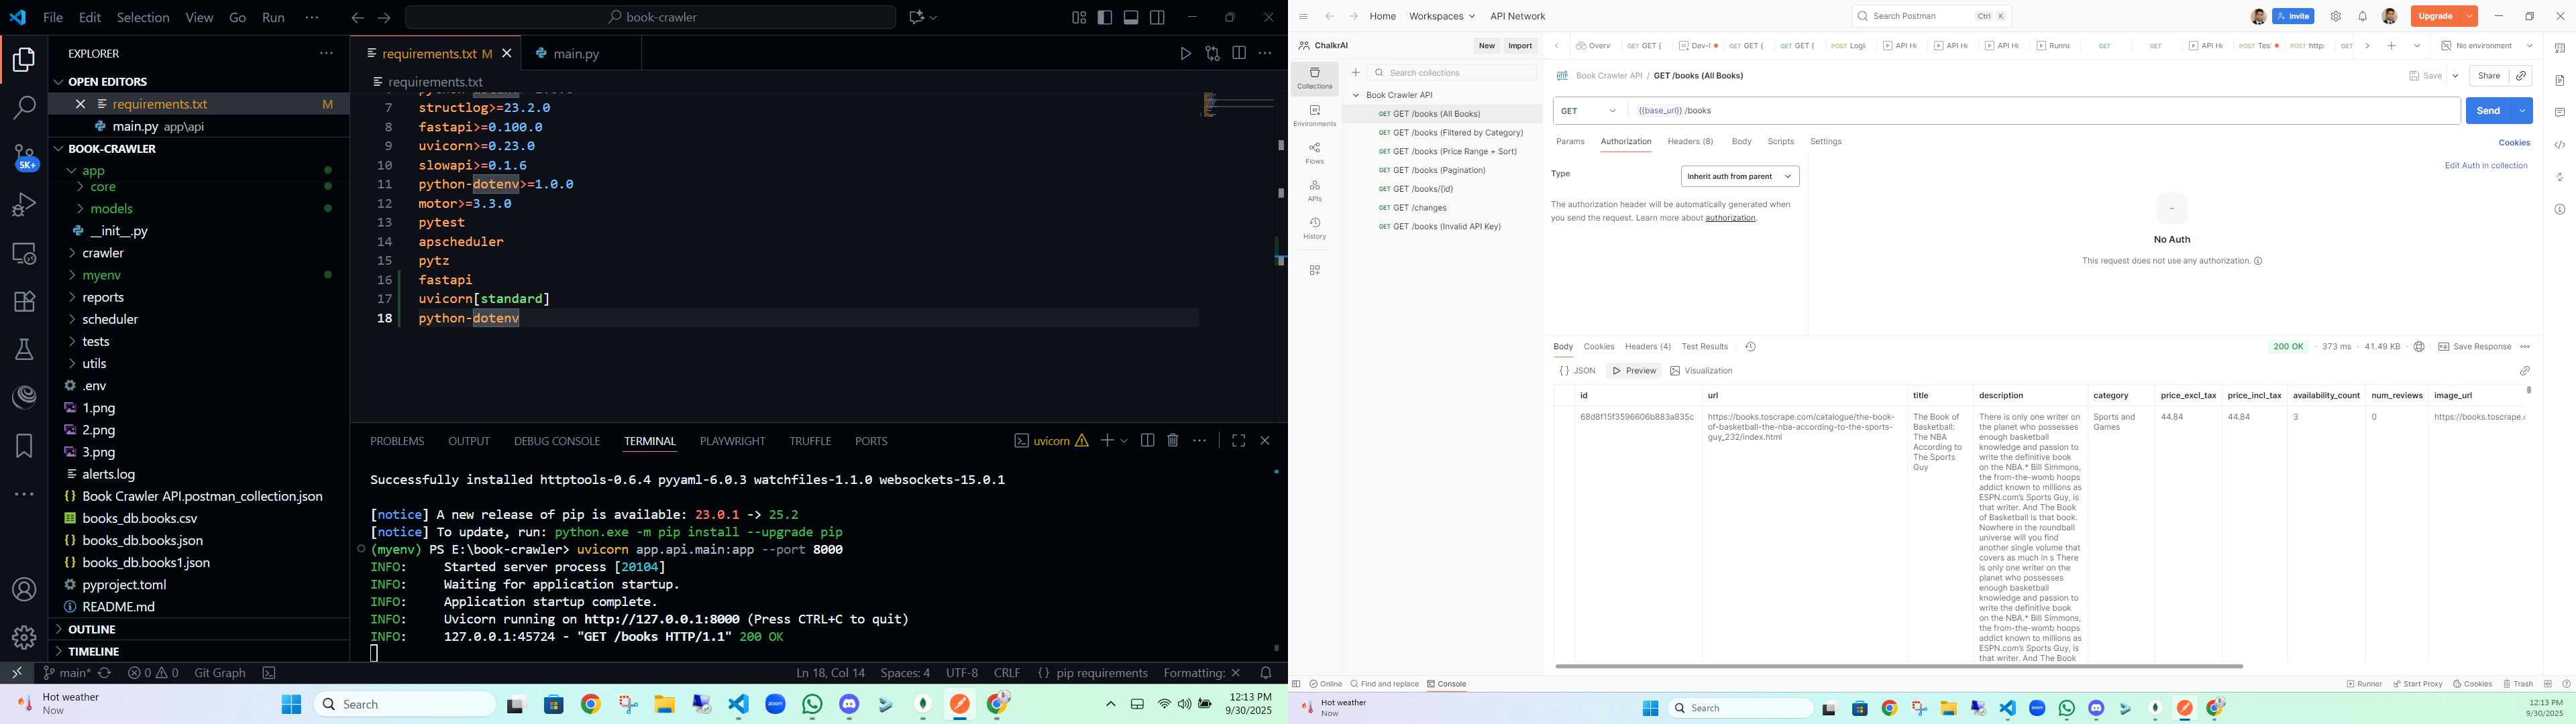 File Edit Selection View Go Run ···
book-crawler
EXPLORER
OPEN EDITORS
requirements.txt M
main.py app\api
BOOK-CRAWLER
app
core
models
__init__.py
crawler
myenv
reports
scheduler
tests
utils
.env
1.png
2.png
3.png
alerts.log
Book Crawler API.postman_collection.json
books_db.books.csv
books_db.books.json
books_db.books1.json
pyproject.toml
README.md
OUTLINE
TIMELINE
5K+
requirements.txt M
main.py
requirements.txt
7 structlog>=23.2.0
8 fastapi>=0.100.0
9 uvicorn>=0.23.0
10 slowapi>=0.1.6
11 python-dotenv>=1.0.0
12 motor>=3.3.0
13 pytest
14 apscheduler
15 pytz
16 fastapi
17 uvicorn[standard]
18 python-dotenv
PROBLEMS OUTPUT DEBUG CONSOLE TERMINAL PLAYWRIGHT TRUFFLE PORTS
uvicorn
Successfully installed httptools-0.6.4 pyyaml-6.0.3 watchfiles-1.1.0 websockets-15.0.1
[notice] A new release of pip is available: 23.0.1 -> 25.2
[notice] To update, run: python.exe -m pip install --upgrade pip
(myenv) PS E:\book-crawler> uvicorn app.api.main:app --port 8000
INFO: Started server process [20104]
INFO: Waiting for application startup.
INFO: Application startup complete.
INFO: Uvicorn running on http://127.0.0.1:8000 (Press CTRL+C to quit)
INFO: 127.0.0.1:45724 - "GET /books HTTP/1.1" 200 OK
main* 0 0 Git Graph
Ln 18, Col 14 Spaces: 4 UTF-8 CRLF pip requirements Formatting:
Hot weather
Now
Search
12:13 PM
9/30/2025
Home Workspaces API Network
Search Postman Ctrl K
Invite
Upgrade
ChalkrAI
New Import
Overv GET ( Dev-l GET ( GET ( POST Logi API H API H API H Runne GET GET API H POST Tes POST http: GET
No environment
Collections
Environments
Flows
APIs
History
Search collections
Book Crawler API
GET GET /books (All Books)
GET GET /books (Filtered by Category)
GET GET /books (Price Range + Sort)
GET GET /books (Pagination)
GET GET /books/{id}
GET GET /changes
GET GET /books (Invalid API Key)
Book Crawler API / GET /books (All Books)
Save Share
GET {{base_url}} /books
Send
Params Authorization Headers (8) Body Scripts Settings
Cookies
Type
Inherit auth from parent
Edit Auth in collection
The authorization header will be automatically generated when
you send the request. Learn more about authorization.
No Auth
This request does not use any authorization.
Body Cookies Headers (4) Test Results
200 OK · 373 ms · 41.49 KB
Save Response
{} JSON Preview Visualization
id url title description category price_excl_tax price_incl_tax availability_count num_reviews image_url
68d8f15f3596606b883a835c
https://books.toscrape.com/catalogue/the-book-
of-basketball-the-nba-according-to-the-sports-
guy_232/index.html
The Book of
Basketball:
The NBA
According to
The Sports
Guy
There is only one writer on
the planet who possesses
enough basketball
knowledge and passion to
write the definitive book
on the NBA.* Bill Simmons,
the from-the-womb hoops
addict known to millions as
ESPN.com's Sports Guy, is
that writer. And The Book
of Basketball is that book.
Nowhere in the roundball
universe will you find
another single volume that
covers as much in s There
is only one writer on the
planet who possesses
enough basketball
knowledge and passion to
write the definitive book
on the NBA.* Bill Simmons,
the from-the-womb hoops
addict known to millions as
ESPN.com's Sports Guy, is
that writer. And The Book
Sports and
Games
44.84
44.84
3
0
https://books.toscrape.c
Online Find and replace Console
Runner Start Proxy Cookies Trash
Hot weather
Now
Search
12:13 PM
9/30/2025